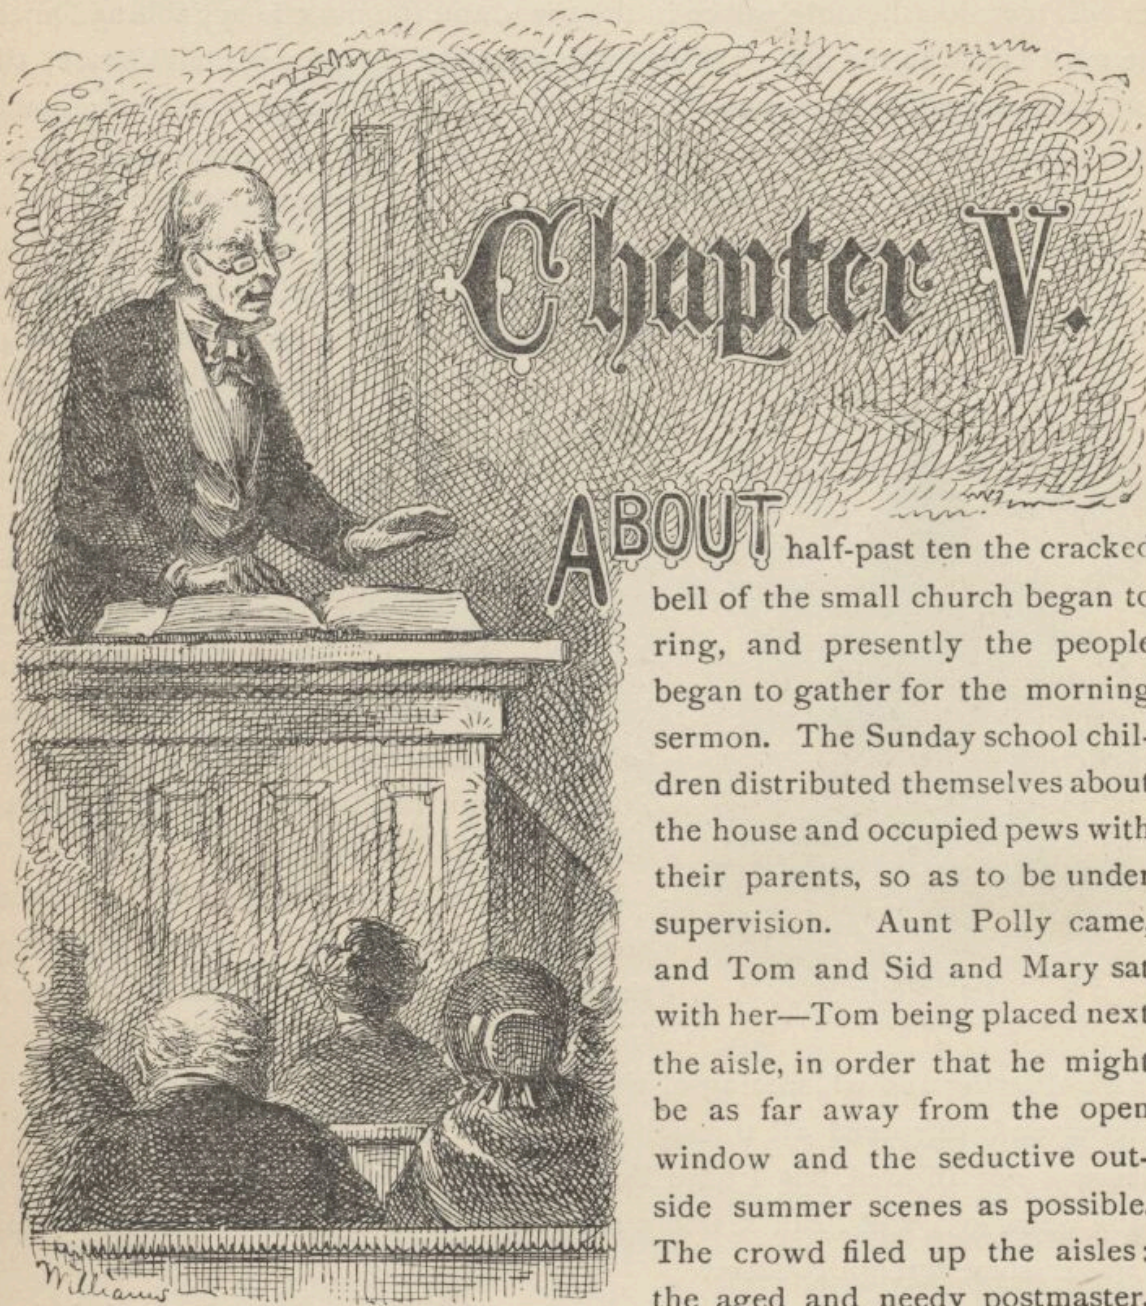 Chapter V.
ABOUT half-past ten the cracked
bell of the small church began to
ring, and presently the people
began to gather for the morning
sermon. The Sunday school chil-
dren distributed themselves about
the house and occupied pews with
their parents, so as to be under
supervision. Aunt Polly came,
and Tom and Sid and Mary sat
with her—Tom being placed next
the aisle, in order that he might
be as far away from the open
window and the seductive out-
side summer scenes as possible.
The crowd filed up the aisles:
the aged and needy postmaster,
Williams